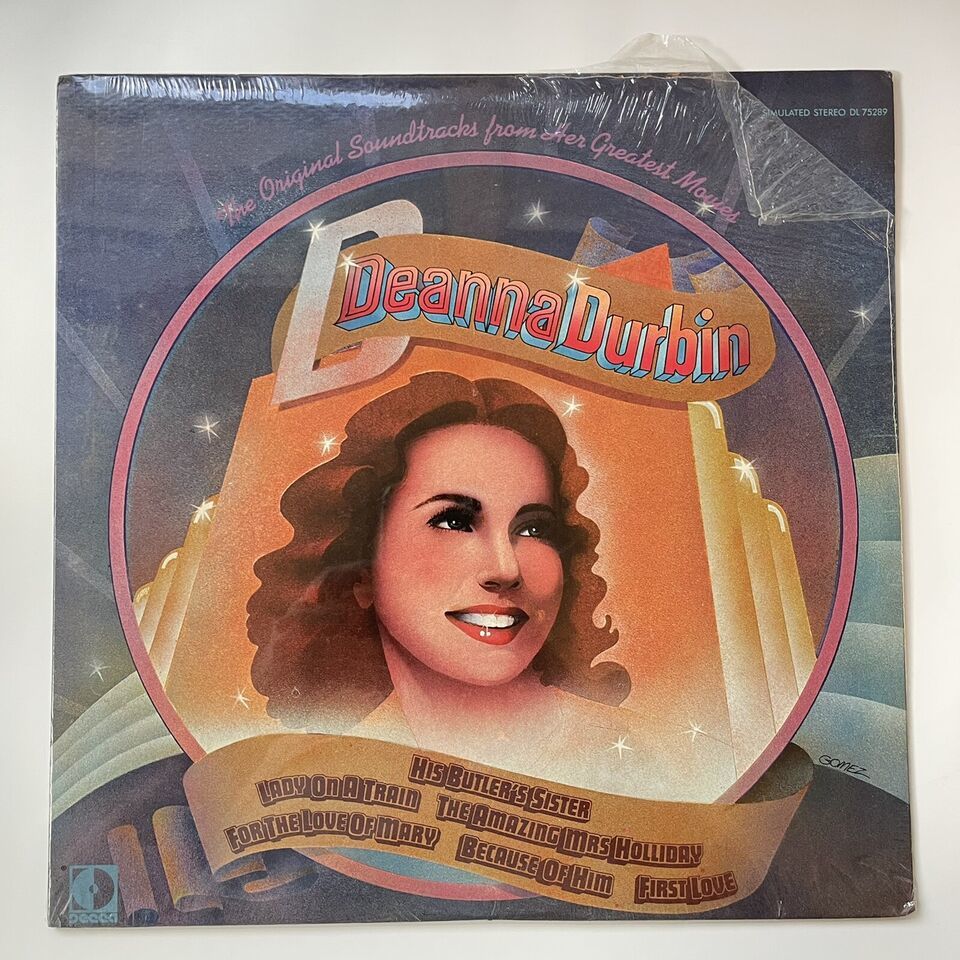 SIMULATED STEREO DL 75289
The Original Soundtracks from Her Greatest Movies
D
Deanna Durbin
HIS BUTLER'S SISTER
LADY ON A TRAIN
THE AMAZING MRS HOLLIDAY
FOR THE LOVE OF MARY
BECAUSE OF HIM
FIRST LOVE
GOMEZ
DECCA